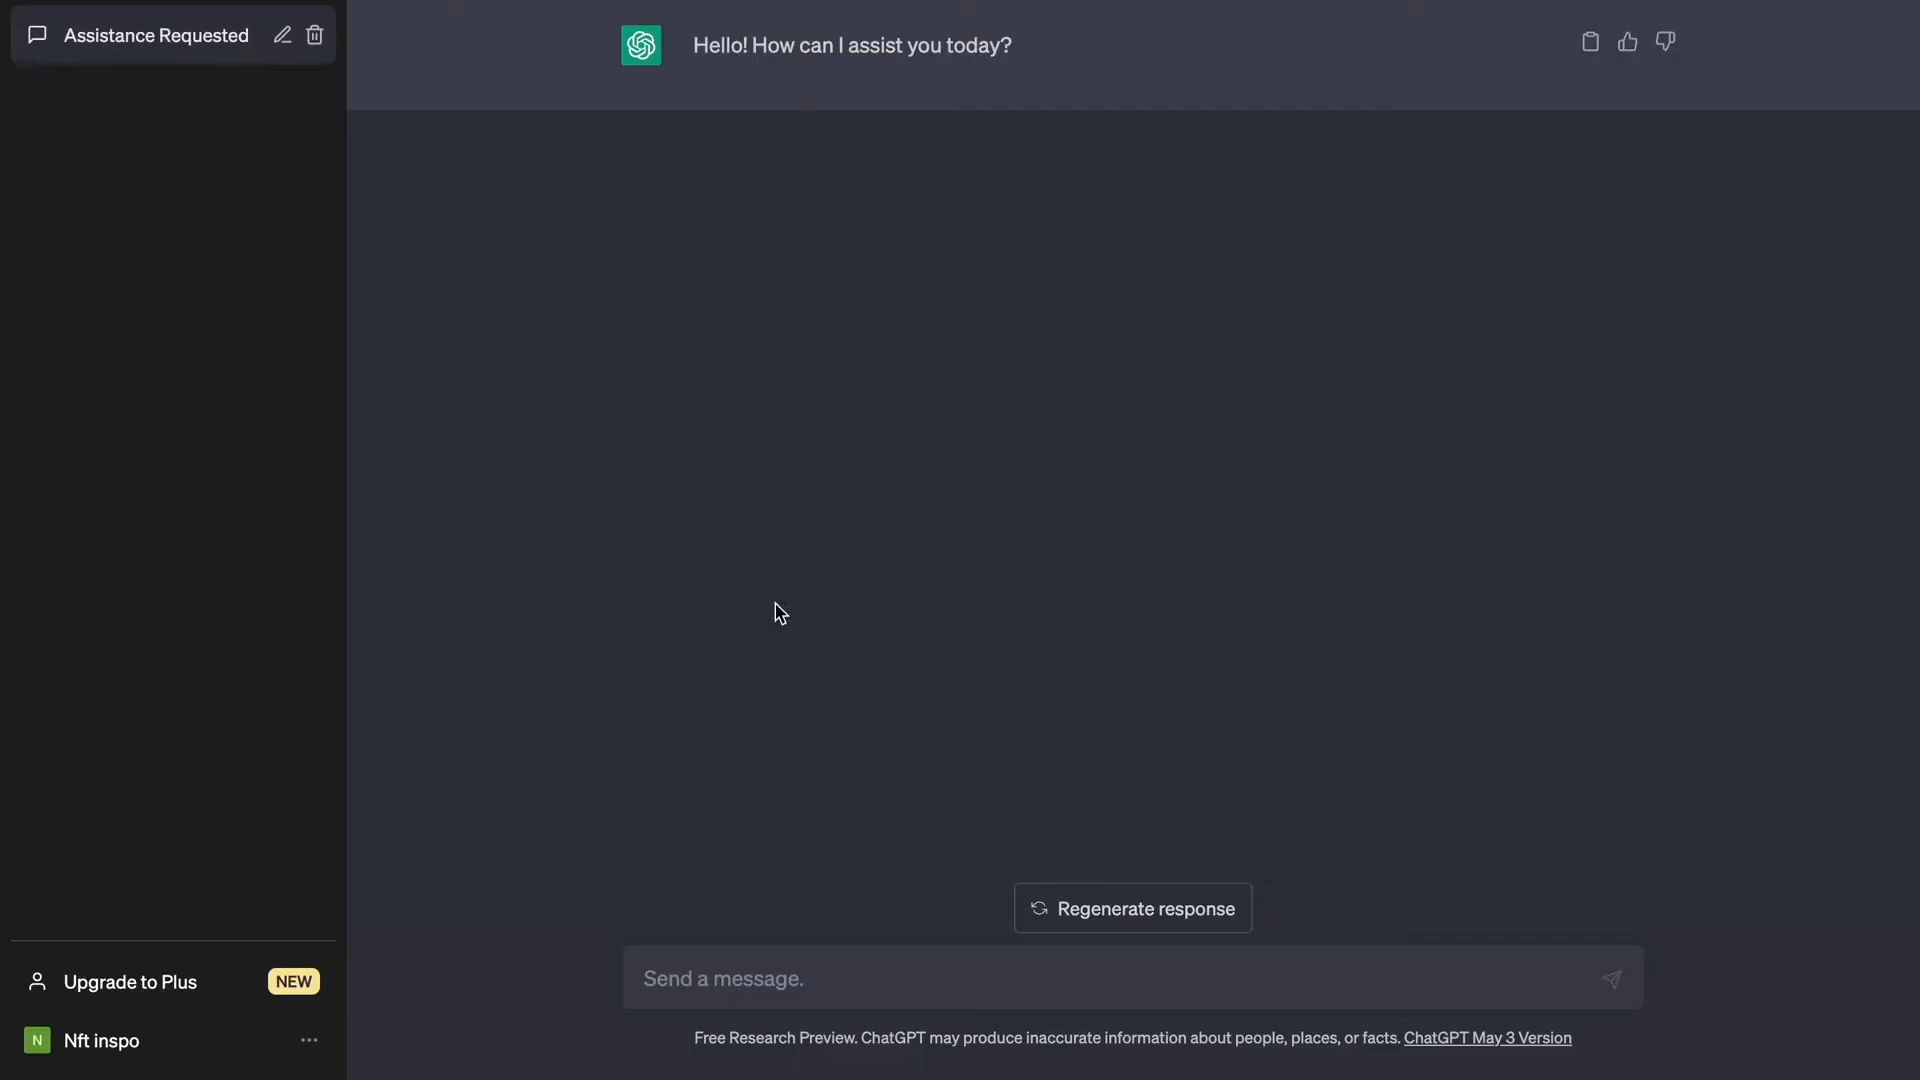 Assistance Requested
Hello! How can I assist you today?
Regenerate response
Send a message.
Free Research Preview. ChatGPT may produce inaccurate information about people, places, or facts. ChatGPT May 3 Version
Upgrade to Plus NEW
N Nft inspo